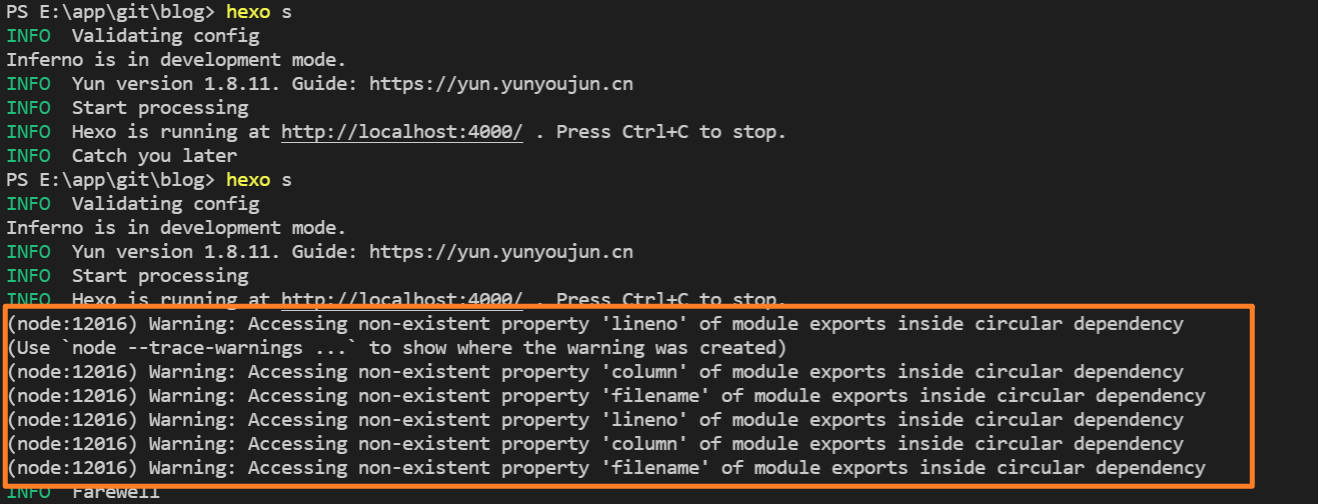 PS E:\app\git\blog> hexo s
INFO  Validating config
Inferno is in development mode.
INFO  Yun version 1.8.11. Guide: https://yun.yunyoujun.cn
INFO  Start processing
INFO  Hexo is running at http://localhost:4000/ . Press Ctrl+C to stop.
INFO  Catch you later
PS E:\app\git\blog> hexo s
INFO  Validating config
Inferno is in development mode.
INFO  Yun version 1.8.11. Guide: https://yun.yunyoujun.cn
INFO  Start processing
INFO  Hexo is running at http://localhost:4000/ . Press Ctrl+C to stop.
(node:12016) Warning: Accessing non-existent property 'lineno' of module exports inside circular dependency
(Use `node --trace-warnings ...` to show where the warning was created)
(node:12016) Warning: Accessing non-existent property 'column' of module exports inside circular dependency
(node:12016) Warning: Accessing non-existent property 'filename' of module exports inside circular dependency
(node:12016) Warning: Accessing non-existent property 'lineno' of module exports inside circular dependency
(node:12016) Warning: Accessing non-existent property 'column' of module exports inside circular dependency
(node:12016) Warning: Accessing non-existent property 'filename' of module exports inside circular dependency
INFO  Farewell